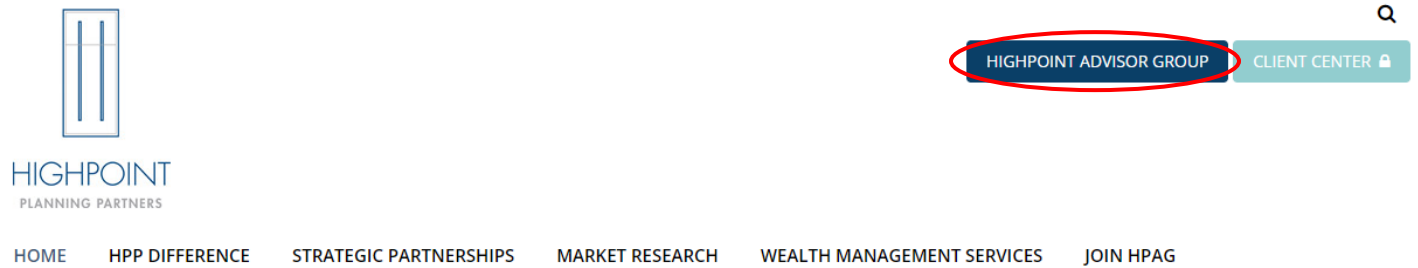 HIGHPOINT ADVISOR GROUP CLIENT CENTER
HIGHPOINT
PLANNING PARTNERS
HOME HPP DIFFERENCE STRATEGIC PARTNERSHIPS MARKET RESEARCH WEALTH MANAGEMENT SERVICES JOIN HPAG